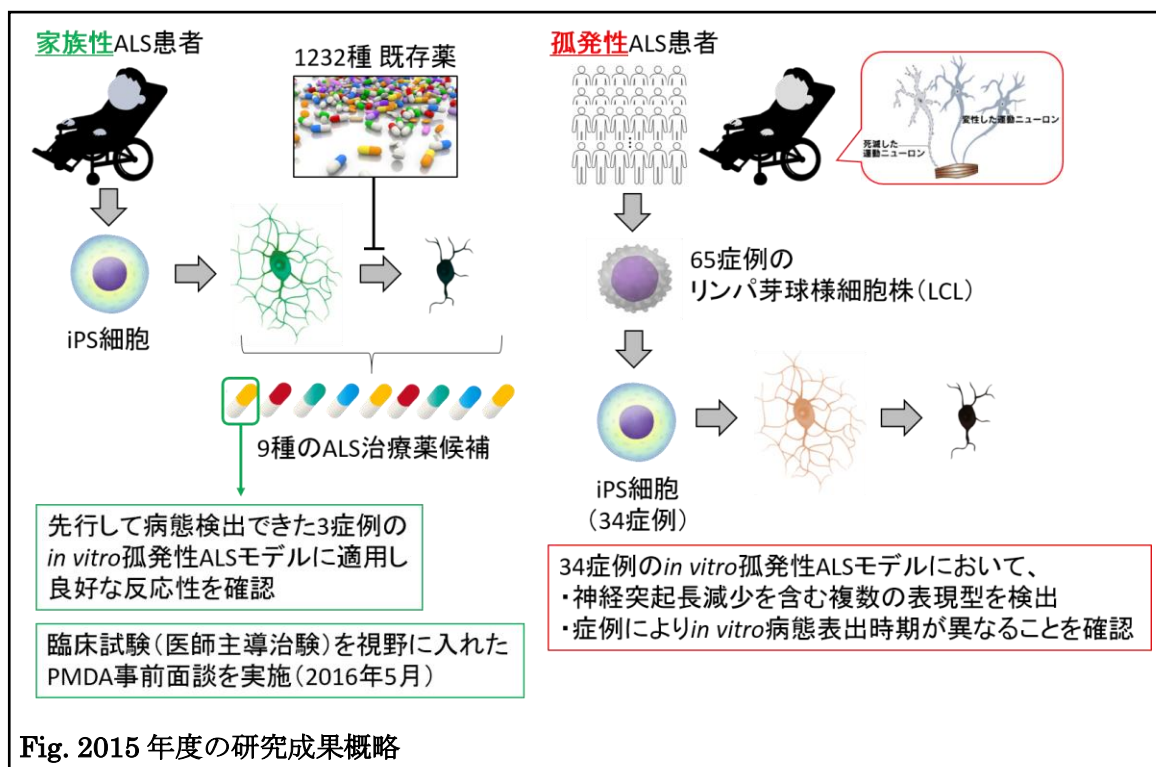 家族性ALS患者
1232種 既存薬
iPS細胞
9種のALS治療薬候補
先行して病態検出できた3症例の
in vitro孤発性ALSモデルに適用し
良好な反応性を確認
臨床試験(医師主導治験)を視野に入れた
PMDA事前面談を実施(2016年5月)
孤発性ALS患者
変性した運動ニューロン
死滅した
運動ニューロン
65症例の
リンパ芽球様細胞株(LCL)
iPS細胞
(34症例)
34症例のin vitro孤発性ALSモデルにおいて、
・神経突起長減少を含む複数の表現型を検出
・症例によりin vitro病態表出時期が異なることを確認
Fig. 2015 年度の研究成果概略